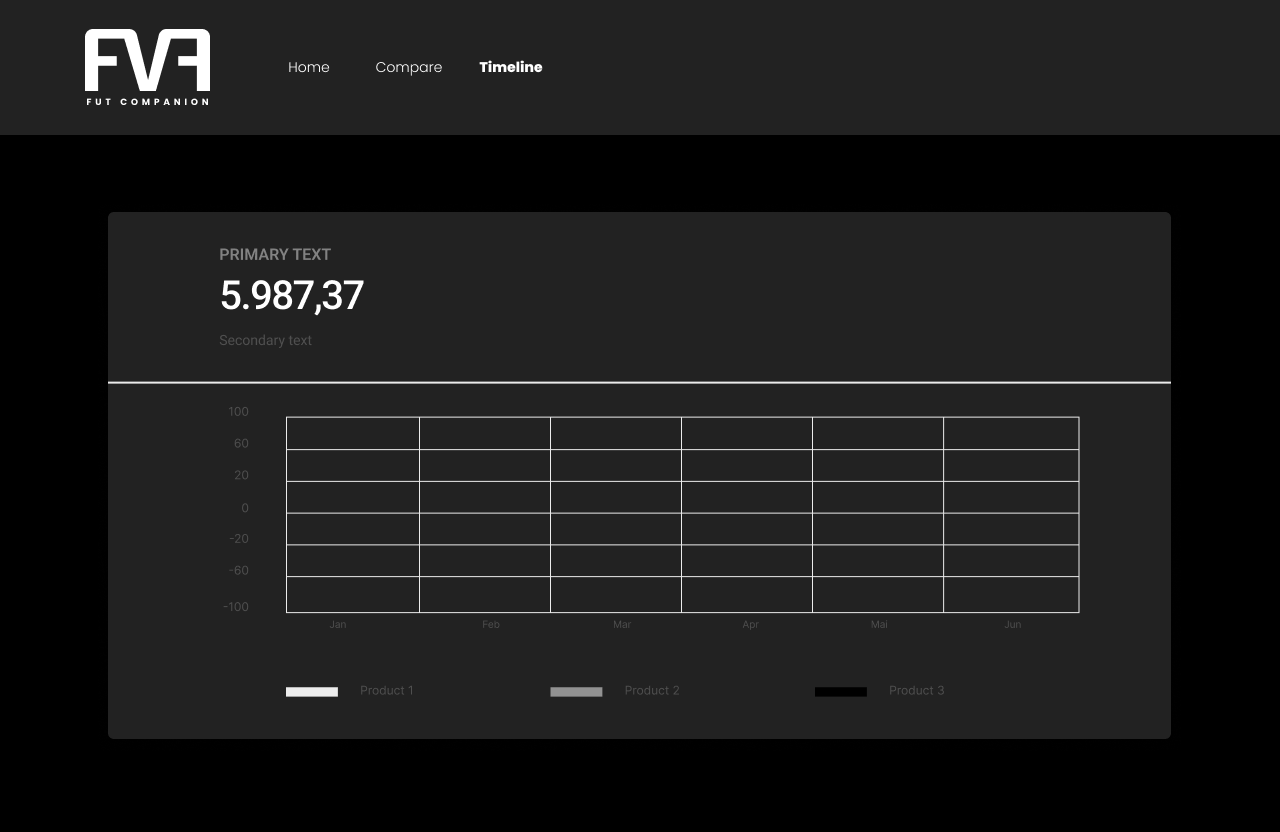 FVF
FUT COMPANION
Home
Compare
Timeline
PRIMARY TEXT
5.987,37
Secondary text
100
60
20
0
-20
-60
-100
Jan Feb Mar Apr Mai Jun
Product 1 Product 2 Product 3